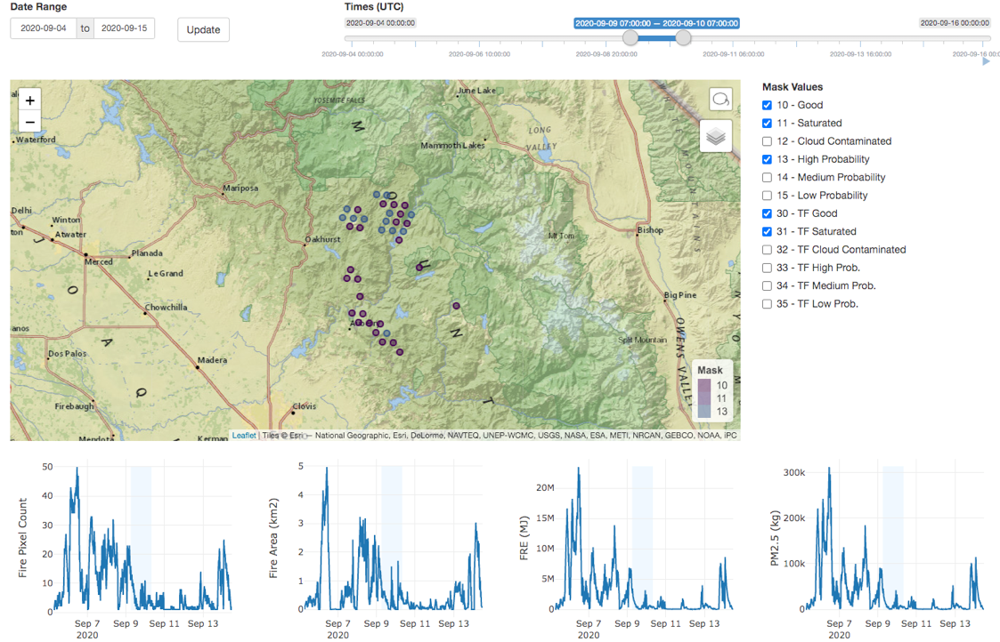 Date Range
2020-09-04 to 2020-09-15
Update
Times (UTC)
2020-09-04 00:00:00
2020-09-09 07:00:00 — 2020-09-10 07:00:00
2020-09-16 00:00:00
2020-09-04 00:00:00
2020-09-06 10:00:00
2020-09-08 20:00:00
2020-09-11 06:00:00
2020-09-13 16:00:00
2020-09-16 00:0
+
−
YOSEMITE FALLS
June Lake
LONG VALLEY
Mammoth Lakes
Waterford
Mariposa
Delhi
Winton
Atwater
Merced
Planada
Le Grand
Oakhurst
Chowchilla
Mt Tom
Bishop
Big Pine
Split Mountain
OWENS VALLEY
Dos Palos
Madera
Firebaugh
Clovis
Mendota
Kerman
Mask
10
11
13
Leaflet | Tiles © Esri — National Geographic, Esri, DeLorme, NAVTEQ, UNEP-WCMC, USGS, NASA, ESA, METI, NRCAN, GEBCO, NOAA, iPC
Mask Values
10 - Good
11 - Saturated
12 - Cloud Contaminated
13 - High Probability
14 - Medium Probability
15 - Low Probability
30 - TF Good
31 - TF Saturated
32 - TF Cloud Contaminated
33 - TF High Prob.
34 - TF Medium Prob.
35 - TF Low Prob.
Fire Pixel Count
50
40
30
20
10
0
Sep 7
2020
Sep 9
Sep 11
Sep 13
Fire Area (km2)
5
4
3
2
1
0
Sep 7
2020
Sep 9
Sep 11
Sep 13
FRE (MJ)
20M
15M
10M
5M
0
Sep 7
2020
Sep 9
Sep 11
Sep 13
PM2.5 (kg)
300k
200k
100k
0
Sep 7
2020
Sep 9
Sep 11
Sep 13